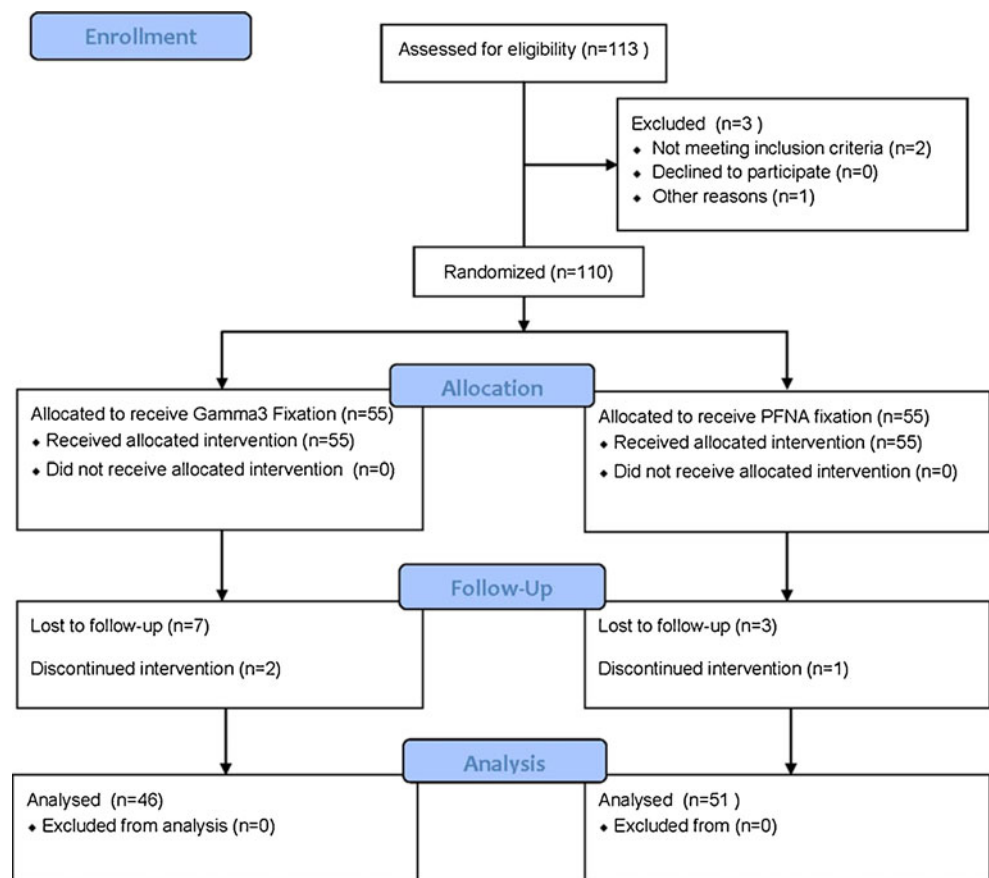 Enrollment
Assessed for eligibility (n=113 )
Excluded (n=3 )
⬥ Not meeting inclusion criteria (n=2)
⬥ Declined to participate (n=0)
⬥ Other reasons (n=1)
Randomized (n=110)
Allocation
Allocated to receive Gamma3 Fixation (n=55)
⬥ Received allocated intervention (n=55)
⬥ Did not receive allocated intervention (n=0)
Allocated to receive PFNA fixation (n=55)
⬥ Received allocated intervention (n=55)
⬥ Did not receive allocated intervention (n=0)
Follow-Up
Lost to follow-up (n=7)
Discontinued intervention (n=2)
Lost to follow-up (n=3)
Discontinued intervention (n=1)
Analysis
Analysed (n=46)
⬥ Excluded from analysis (n=0)
Analysed (n=51 )
⬥ Excluded from (n=0)